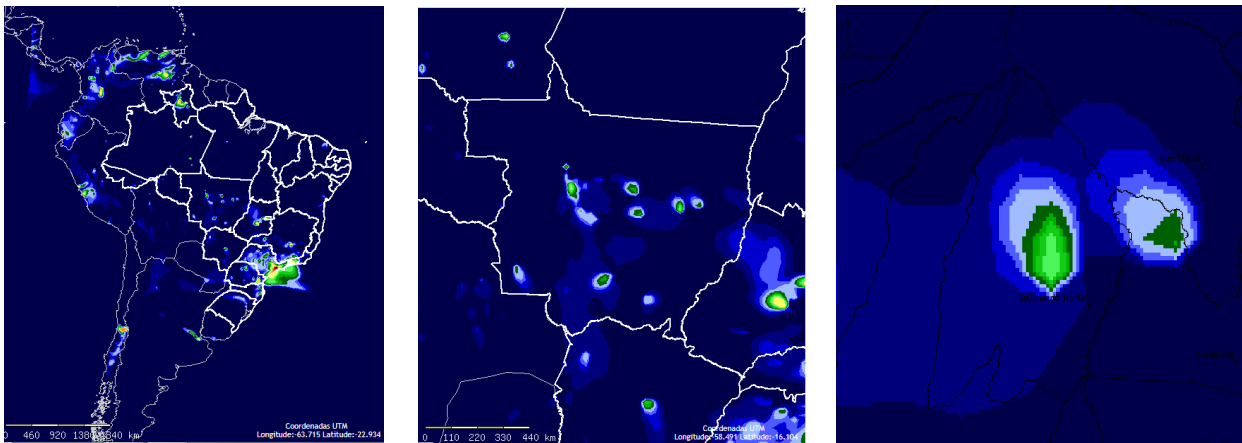 0 460 920 1380 1840 km
Coordenadas UTM
Longitude:-63.715 Latitude:-22.934
0 110 220 330 440 km
Coordenadas UTM
Longitude:-58.491 Latitude:-16.104